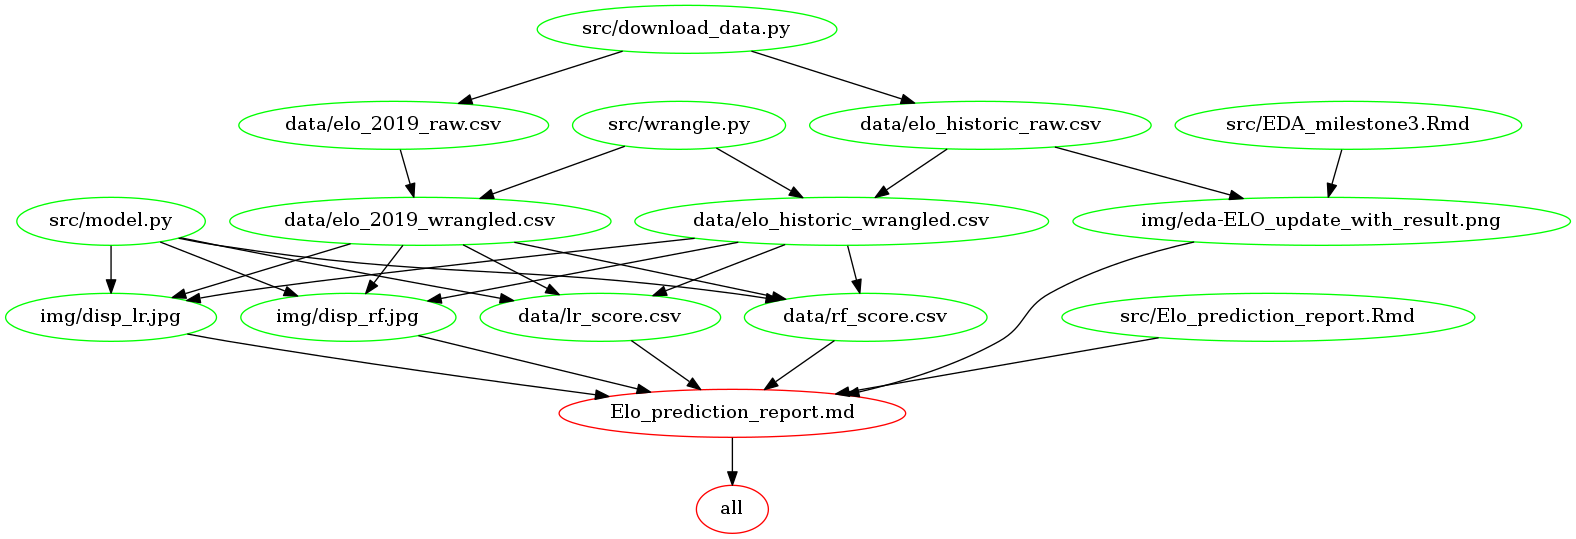 src/download_data.py
data/elo_2019_raw.csv
src/wrangle.py
data/elo_historic_raw.csv
src/EDA_milestone3.Rmd
src/model.py
data/elo_2019_wrangled.csv
data/elo_historic_wrangled.csv
img/eda-ELO_update_with_result.png
img/disp_lr.jpg
img/disp_rf.jpg
data/lr_score.csv
data/rf_score.csv
src/Elo_prediction_report.Rmd
Elo_prediction_report.md
all